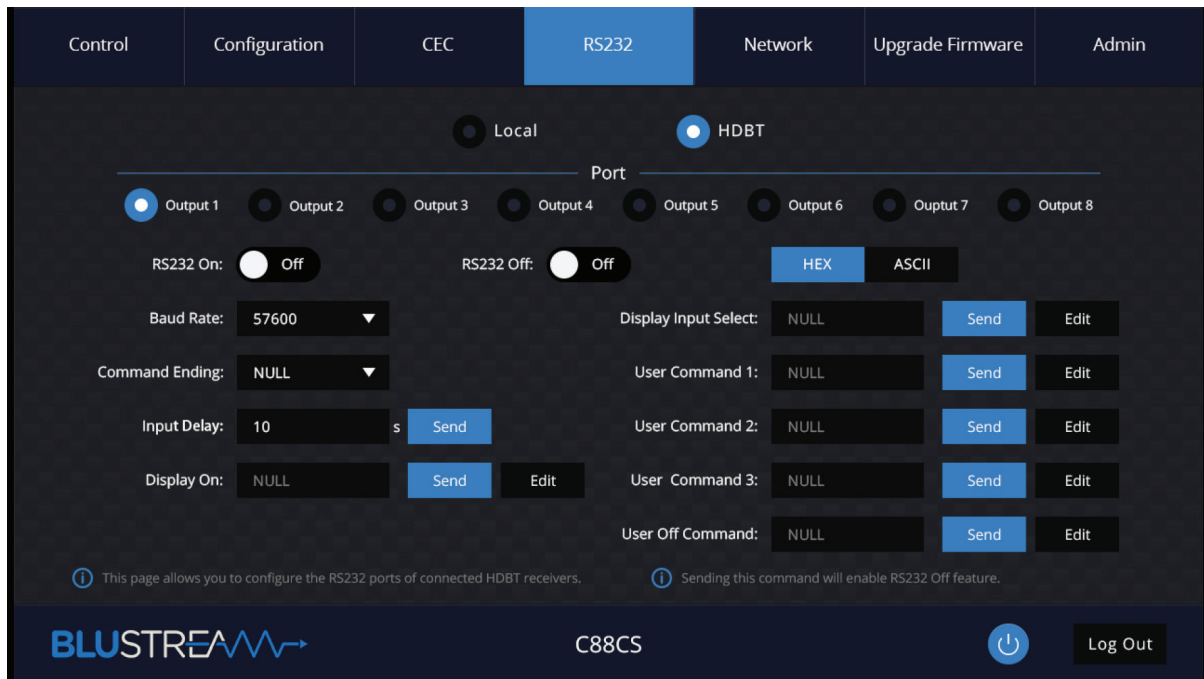 Control Configuration CEC RS232 Network Upgrade Firmware Admin
Local HDBT
Port
Output 1 Output 2 Output 3 Output 4 Output 5 Output 6 Ouptut 7 Output 8
RS232 On: Off RS232 Off: Off HEX ASCII
Baud Rate: 57600 Display Input Select: NULL Send Edit
Command Ending: NULL User Command 1: NULL Send Edit
Input Delay: 10 s Send User Command 2: NULL Send Edit
Display On: NULL Send Edit User Command 3: NULL Send Edit
User Off Command: NULL Send Edit
This page allows you to configure the RS232 ports of connected HDBT receivers. Sending this command will enable RS232 Off feature.
BLUSTREAM C88CS Log Out